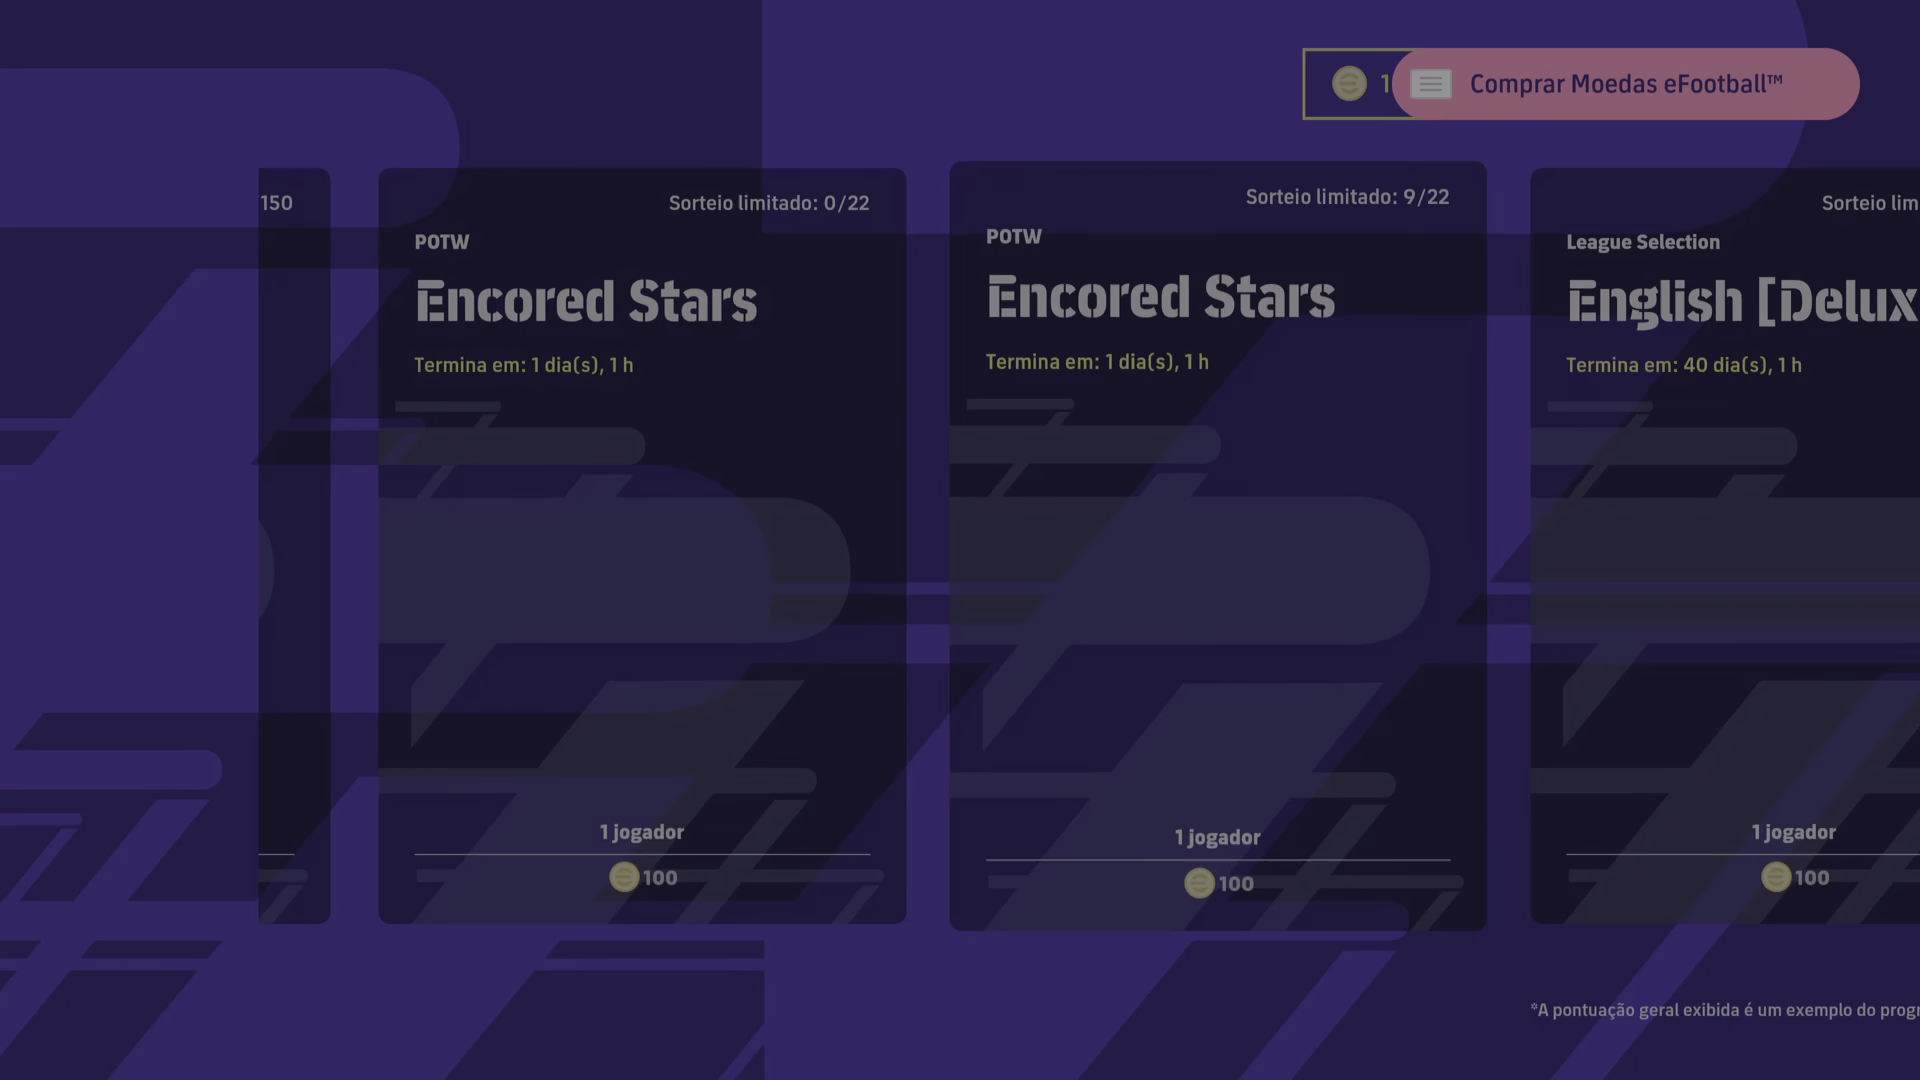 1
Comprar Moedas eFootball™
150
Sorteio limitado: 0/22
POTW
Encored Stars
Termina em: 1 dia(s), 1 h
1 jogador
100
Sorteio limitado: 9/22
POTW
Encored Stars
Termina em: 1 dia(s), 1 h
1 jogador
100
Sorteio lim
League Selection
English [Delux
Termina em: 40 dia(s), 1 h
1 jogador
100
*A pontuação geral exibida é um exemplo do progr